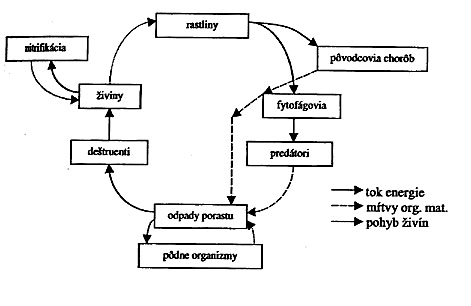 rastliny
nitrifikácia
pôvodcovia chorôb
živiny
fytofágovia
deštruenti
predátori
odpady porastu
pôdne organizmy
tok energie
mŕtvy org. mat.
pohyb živín